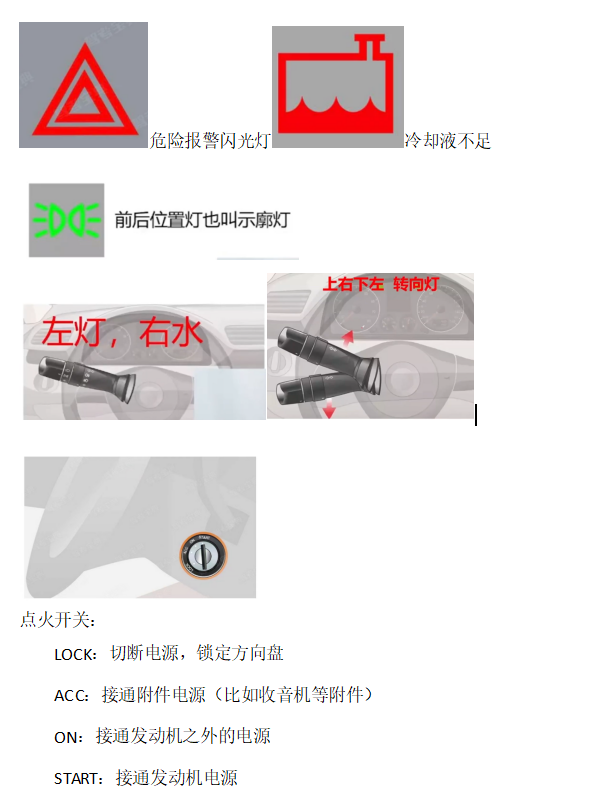 危险报警闪光灯 冷却液不足
前后位置灯也叫示廓灯
上右下左 转向灯
左灯，右水
点火开关：
LOCK：切断电源，锁定方向盘
ACC：接通附件电源（比如收音机等附件）
ON：接通发动机之外的电源
START：接通发动机电源